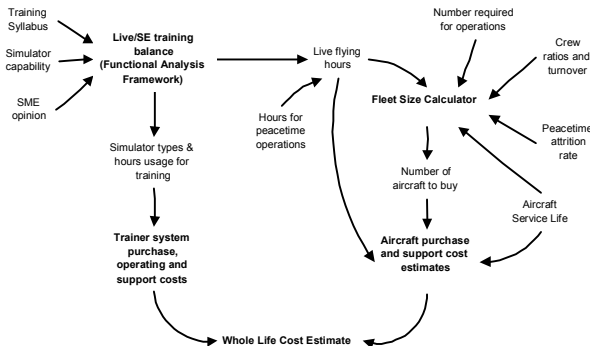 Training
Syllabus
Simulator
capability
SME
opinion
Live/SE training
balance
(Functional Analysis
Framework)
Live flying
hours
Number required
for operations
Crew
ratios and
turnover
Fleet Size Calculator
Hours for
peacetime
operations
Peacetime
attrition
rate
Simulator types &
hours usage for
training
Number of
aircraft to buy
Aircraft
Service Life
Trainer system
purchase,
operating and
support costs
Aircraft purchase
and support cost
estimates
Whole Life Cost Estimate